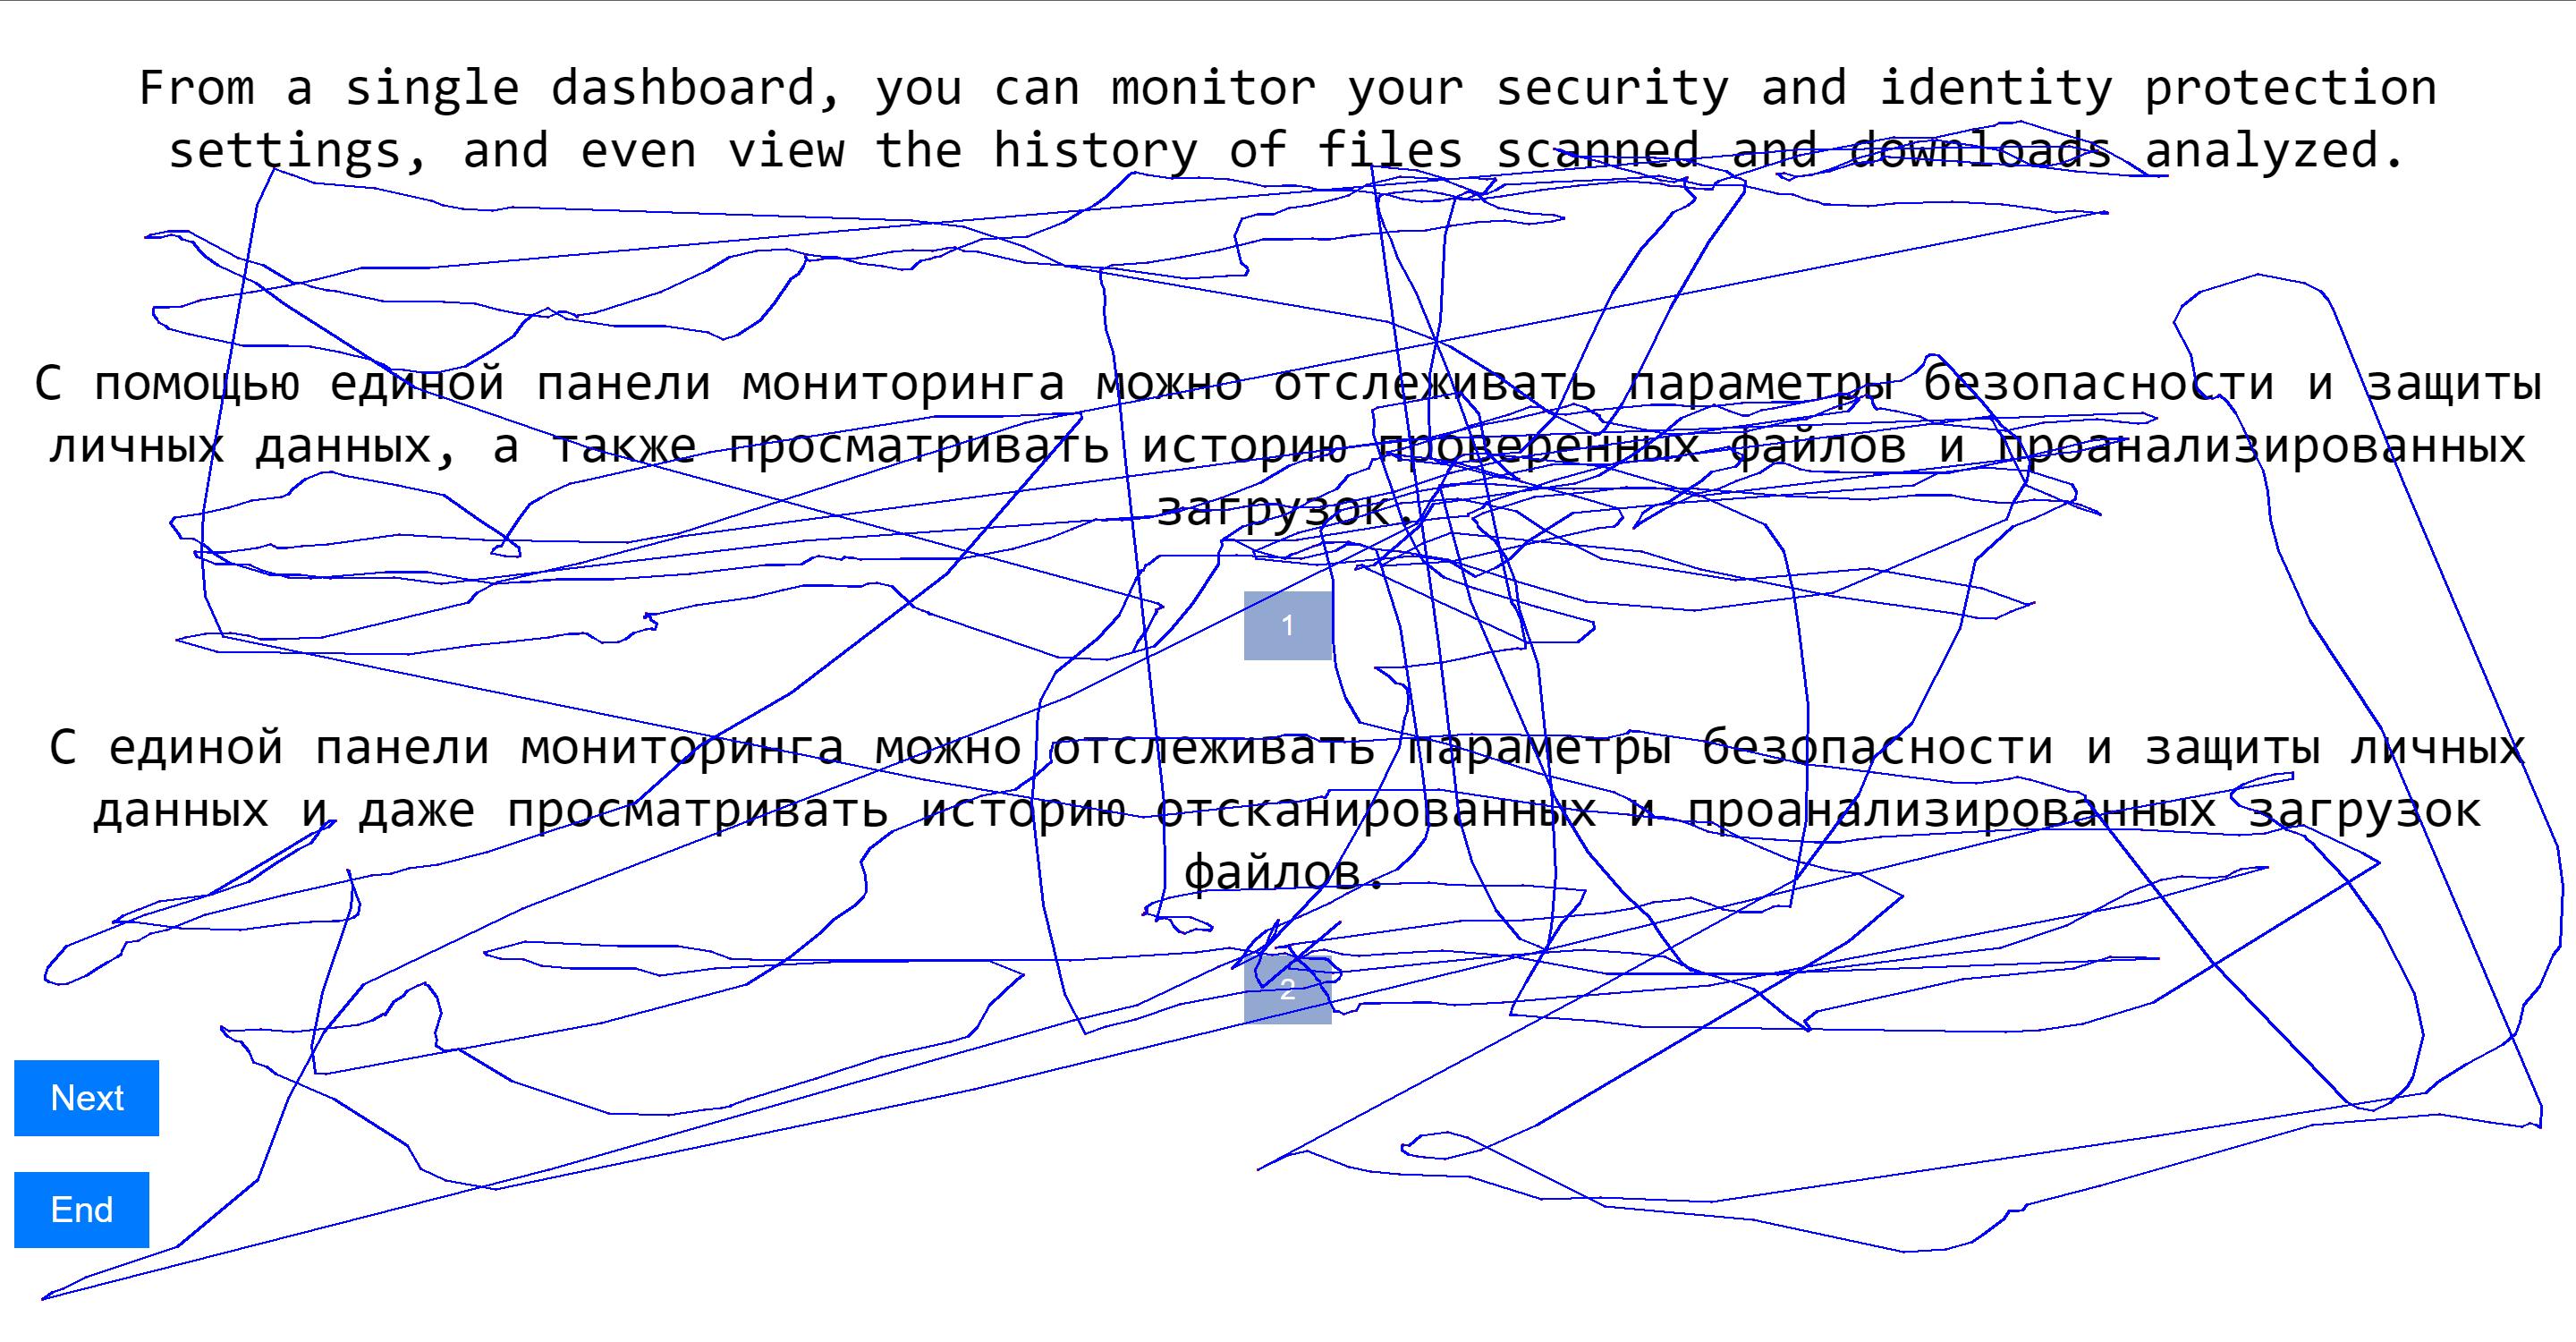 From a single dashboard, you can monitor your security and identity protection
settings, and even view the history of files scanned and downloads analyzed.
С помощью единой панели мониторинга можно отслеживать параметры безопасности и защиты
личных данных, а также просматривать историю проверенных файлов и проанализированных
загрузок.
1
С единой панели мониторинга можно отслеживать параметры безопасности и защиты личных
данных и даже просматривать историю отсканированных и проанализированных загрузок
файлов.
2
Next
End